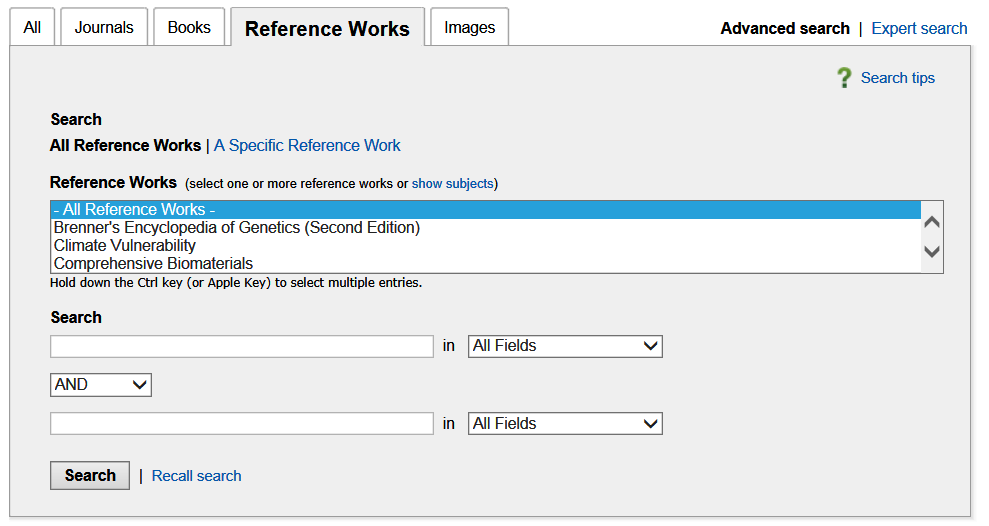 All Journals Books Reference Works Images Advanced search | Expert search
? Search tips
Search
All Reference Works | A Specific Reference Work
Reference Works (select one or more reference works or show subjects)
- All Reference Works -
Brenner's Encyclopedia of Genetics (Second Edition)
Climate Vulnerability
Comprehensive Biomaterials
Hold down the Ctrl key (or Apple Key) to select multiple entries.
Search
in All Fields
AND
in All Fields
Search | Recall search